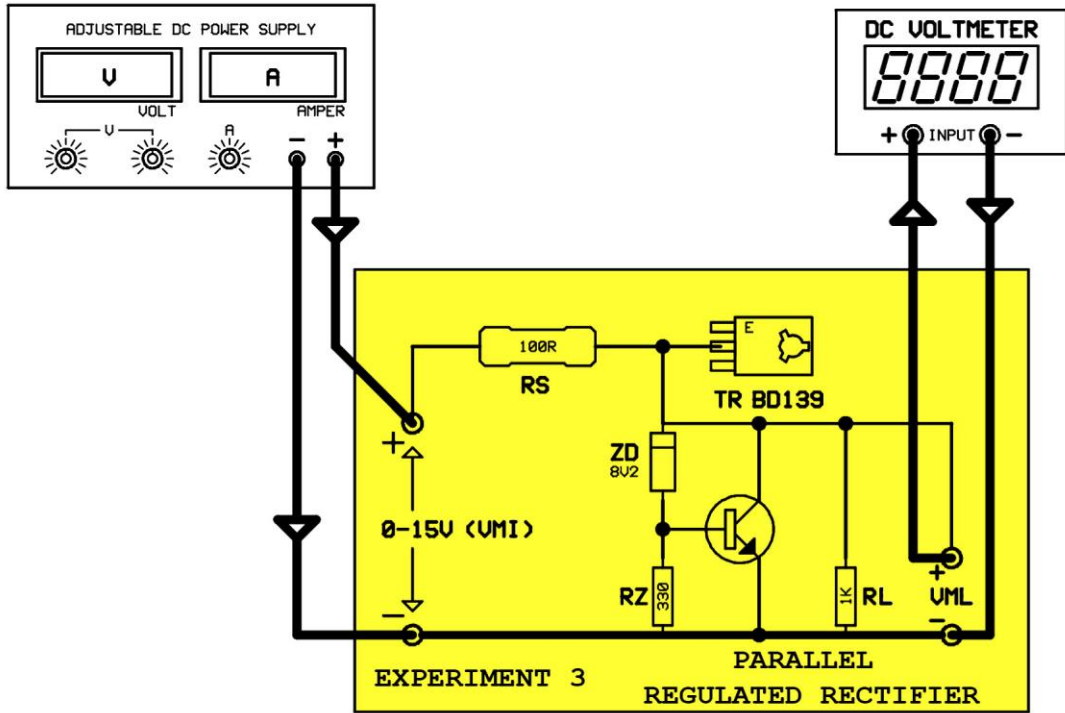 ADJUSTABLE DC POWER SUPPLY
V
A
VOLT
AMPER
V
A
- +
DC VOLTMETER
8888
+ INPUT -
E
100R
RS
TR BD139
+
ZD
8V2
0-15V (VMI)
RZ
330
1K
RL
+
VML
-
-
EXPERIMENT 3
PARALLEL
REGULATED RECTIFIER